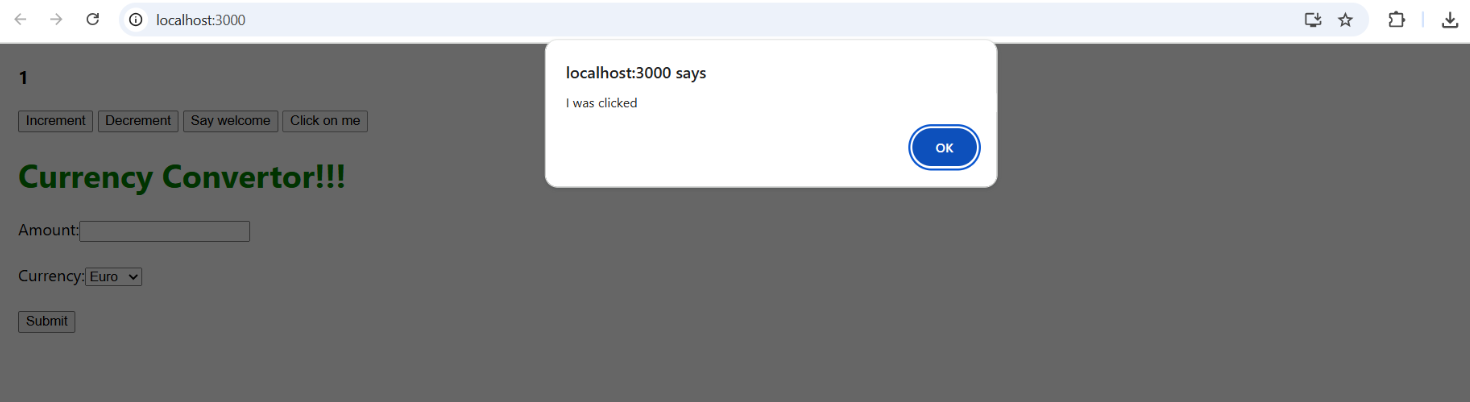 localhost:3000
localhost:3000 says
I was clicked
OK
1
Increment Decrement Say welcome Click on me
Currency Convertor!!!
Amount:
Currency: Euro
Submit